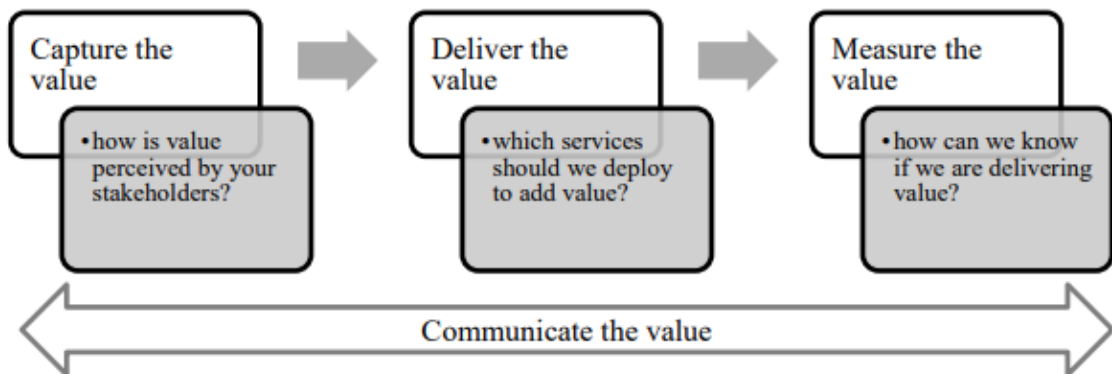 Capture the
value
•how is value
perceived by your
stakeholders?
Deliver the
value
•which services
should we deploy
to add value?
Measure the
value
•how can we know
if we are delivering
value?
Communicate the value